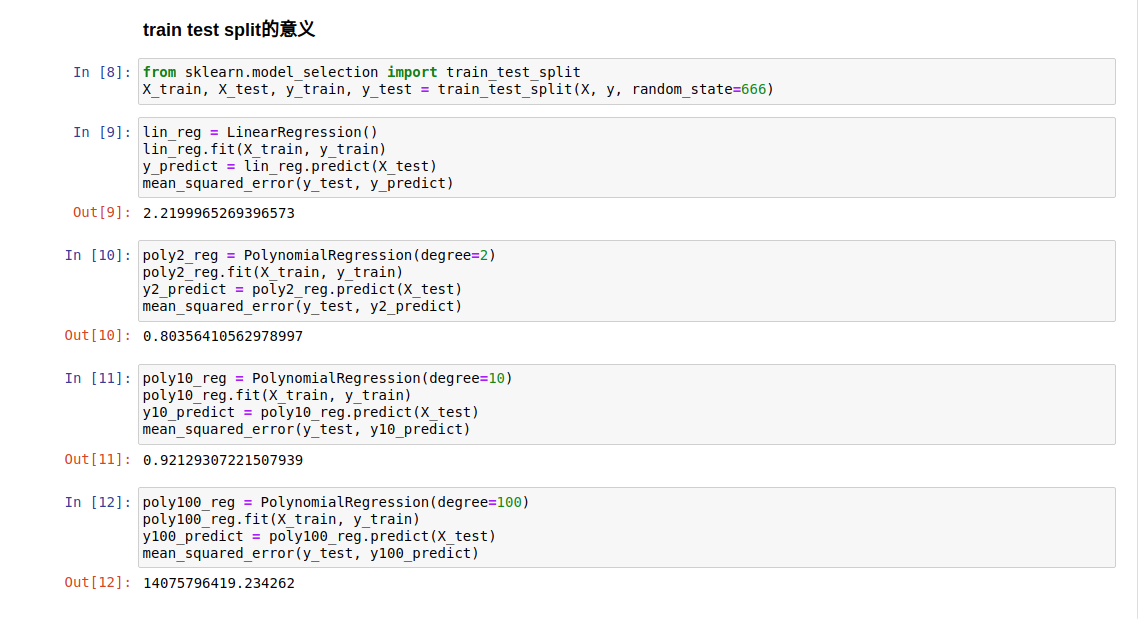 train test split的意义
In [8]: from sklearn.model_selection import train_test_split
X_train, X_test, y_train, y_test = train_test_split(X, y, random_state=666)
In [9]: lin_reg = LinearRegression()
lin_reg.fit(X_train, y_train)
y_predict = lin_reg.predict(X_test)
mean_squared_error(y_test, y_predict)
Out[9]: 2.2199965269396573
In [10]: poly2_reg = PolynomialRegression(degree=2)
poly2_reg.fit(X_train, y_train)
y2_predict = poly2_reg.predict(X_test)
mean_squared_error(y_test, y2_predict)
Out[10]: 0.80356410562978997
In [11]: poly10_reg = PolynomialRegression(degree=10)
poly10_reg.fit(X_train, y_train)
y10_predict = poly10_reg.predict(X_test)
mean_squared_error(y_test, y10_predict)
Out[11]: 0.92129307221507939
In [12]: poly100_reg = PolynomialRegression(degree=100)
poly100_reg.fit(X_train, y_train)
y100_predict = poly100_reg.predict(X_test)
mean_squared_error(y_test, y100_predict)
Out[12]: 14075796419.234262